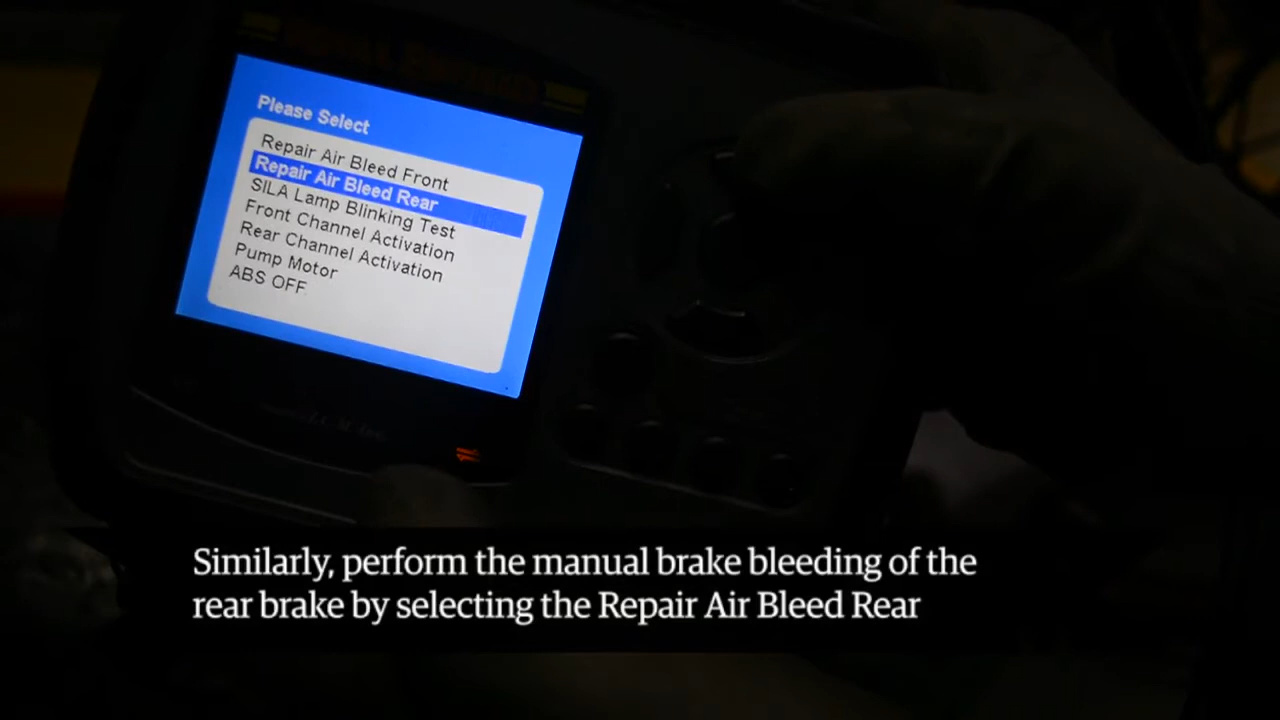 Please Select
Repair Air Bleed Front
Repair Air Bleed Rear
SILA Lamp Blinking Test
Front Channel Activation
Rear Channel Activation
Pump Motor
ABS OFF
Similarly, perform the manual brake bleeding of the
rear brake by selecting the Repair Air Bleed Rear